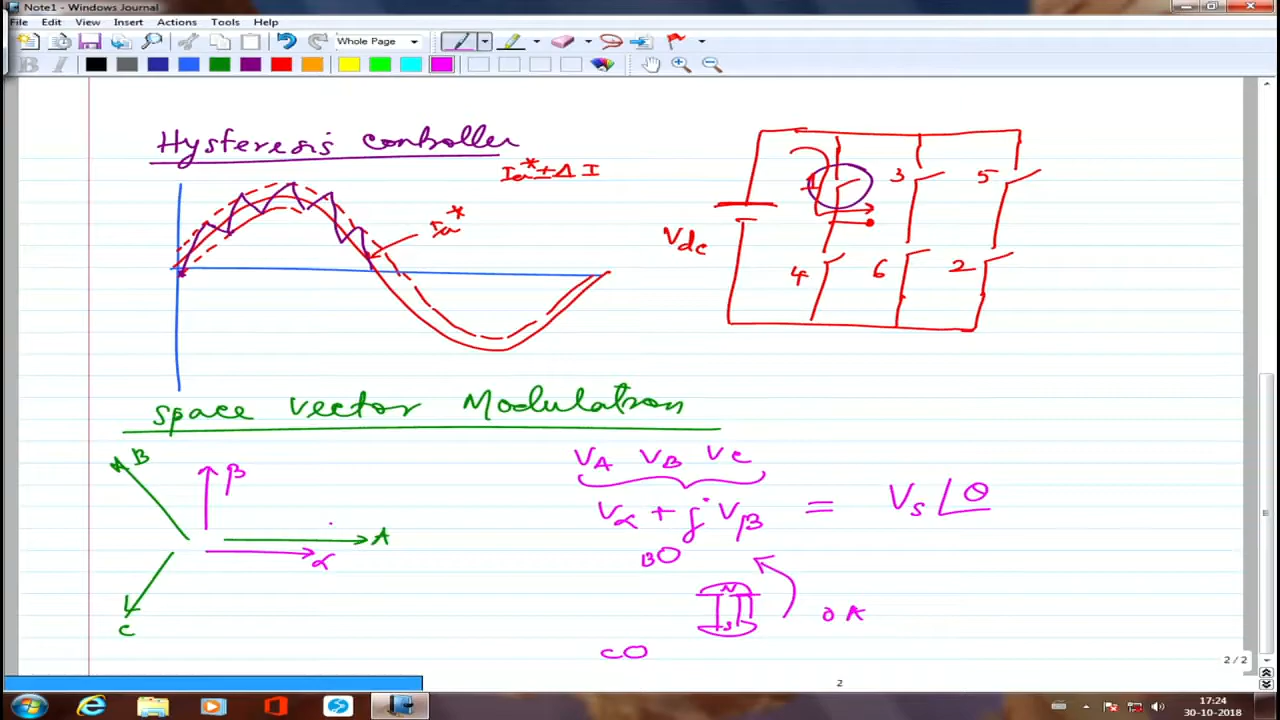 Note1 - Windows Journal
File Edit View Insert Actions Tools Help
Whole Page
B I
Hysteresis controller
Ia* ± Δ I
Ia*
1 3 5
Vdc
4 6 2
Space Vector Modulation
B β
A
α
C
VA VB VC
Vα + j Vβ = Vs ∠θ
BO
N
S
OA
CO
2 / 2
2
17:24
30-10-2018